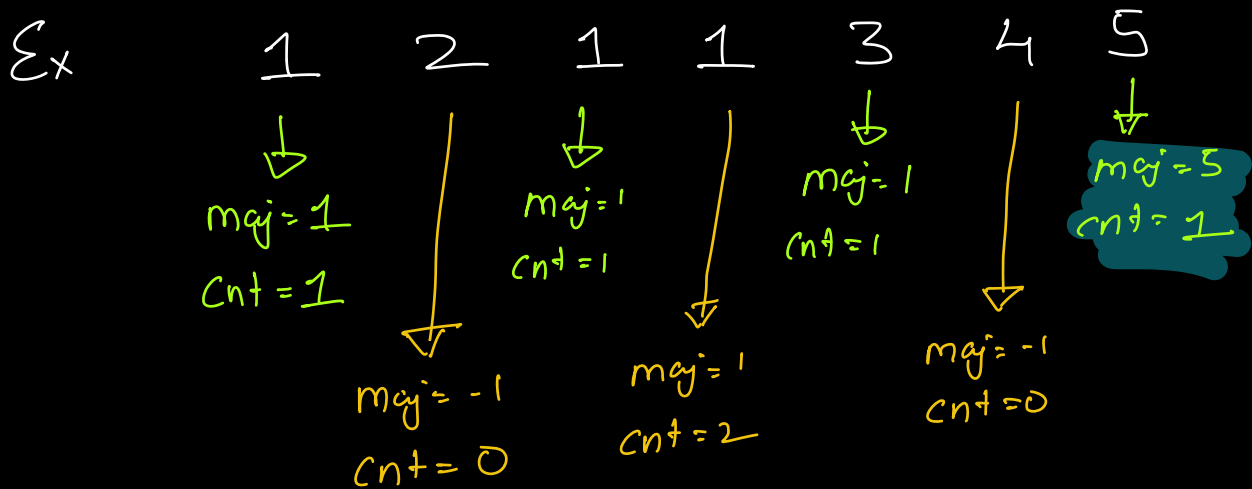 Ex 1 2 1 1 3 4 5
maj=1
cnt=1
maj=-1
cnt=0
maj=1
cnt=1
maj=1
cnt=2
maj=1
cnt=1
maj=-1
cnt=0
maj=5
cnt=1